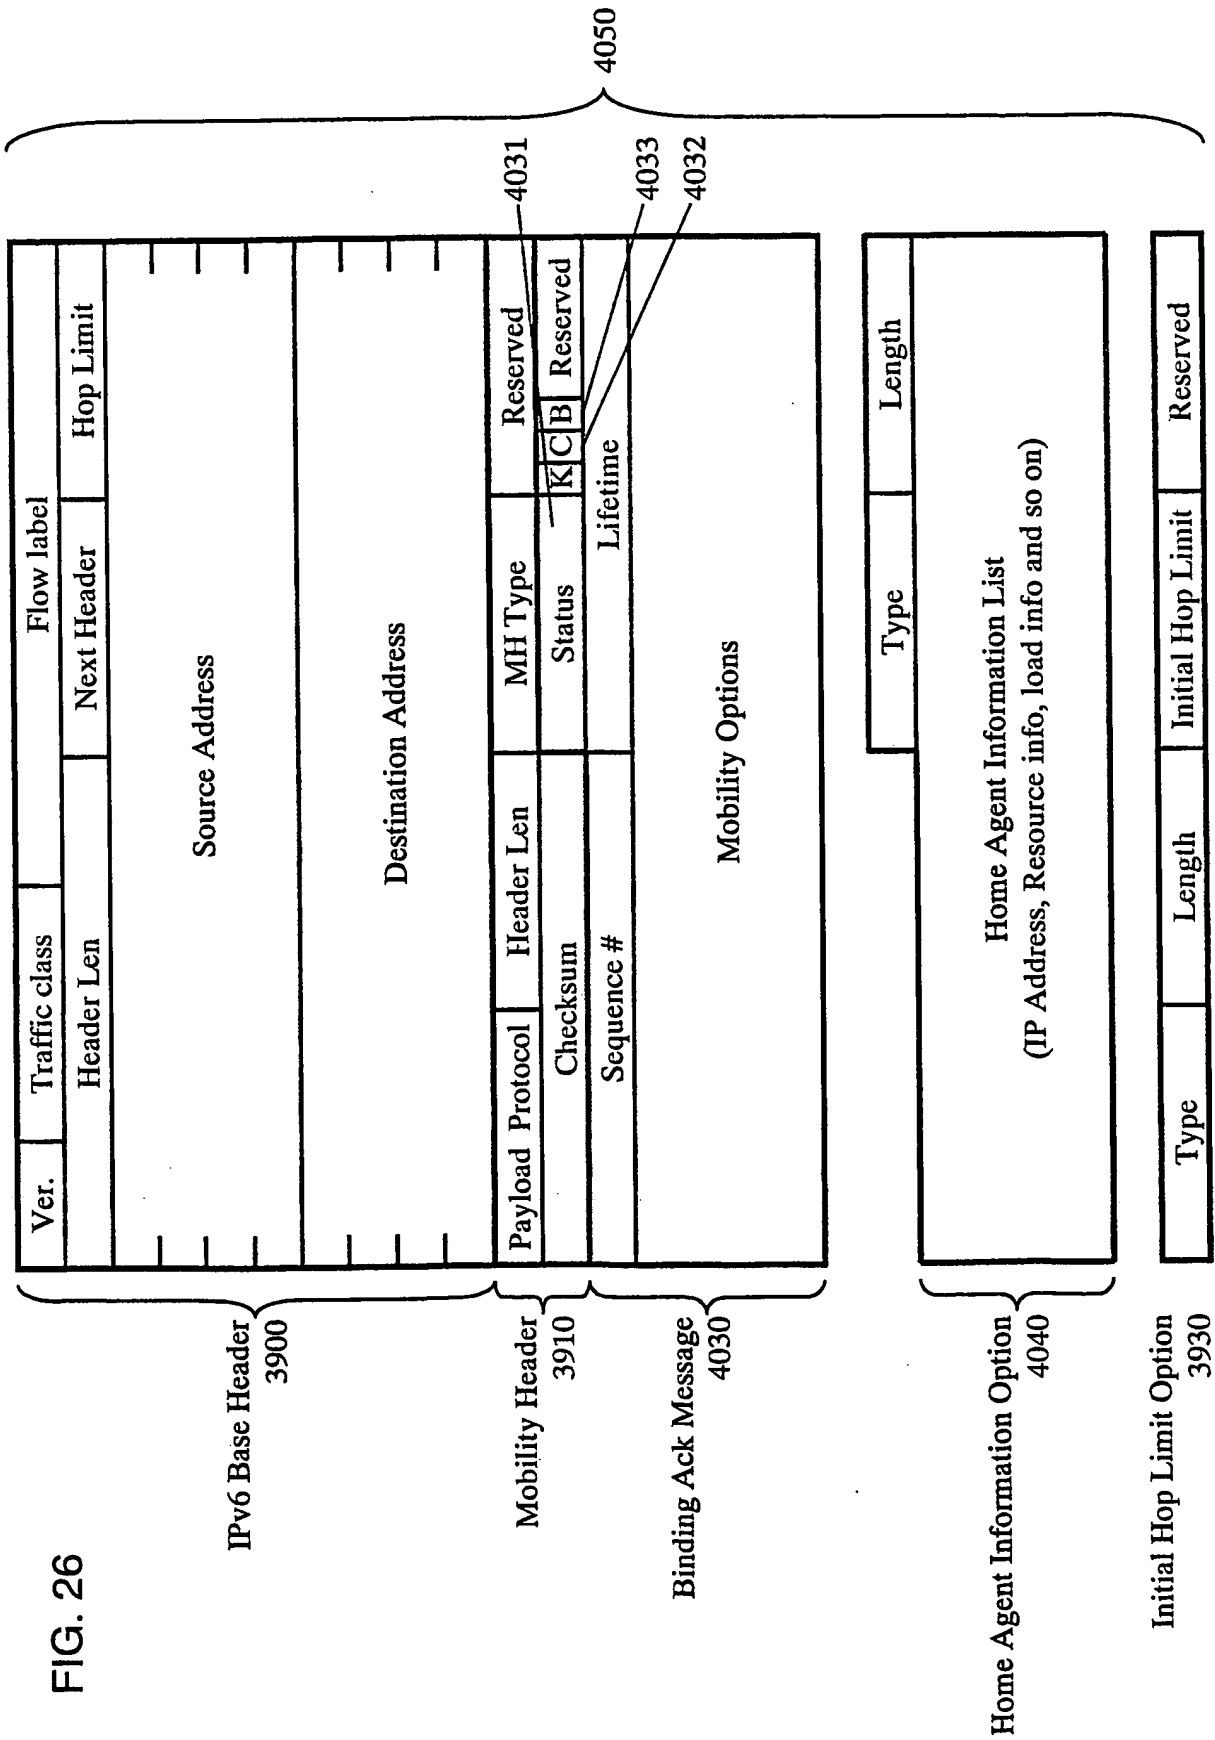 FIG. 26
4050
IPv6 Base Header
3900
Ver.
Traffic class
Flow label
Header Len
Next Header
Hop Limit
Source Address
Destination Address
Mobility Header
3910
Payload Protocol
Header Len
MH Type
Reserved
4031
Checksum
Status
K
C
B
Reserved
4033
4032
Binding Ack Message
4030
Sequence #
Lifetime
Mobility Options
Type
Length
Home Agent Information Option
4040
Home Agent Information List
(IP Address, Resource info, load info and so on)
Initial Hop Limit Option
3930
Type
Length
Initial Hop Limit
Reserved